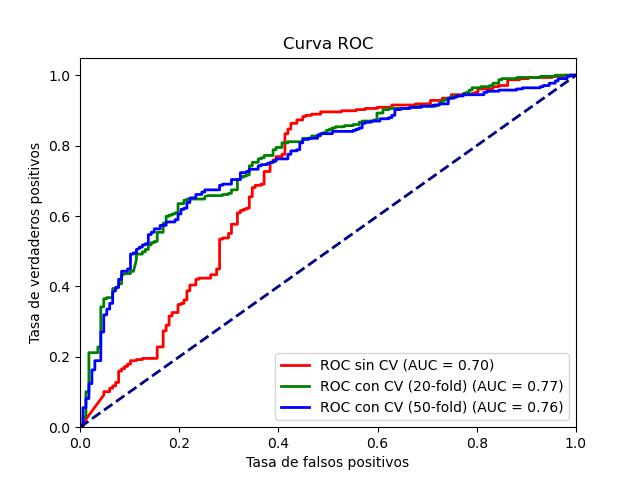 Curva ROC
Tasa de verdaderos positivos
1.0
0.8
0.6
0.4
0.2
0.0
ROC sin CV (AUC = 0.70)
ROC con CV (20-fold) (AUC = 0.77)
ROC con CV (50-fold) (AUC = 0.76)
0.0 0.2 0.4 0.6 0.8 1.0
Tasa de falsos positivos